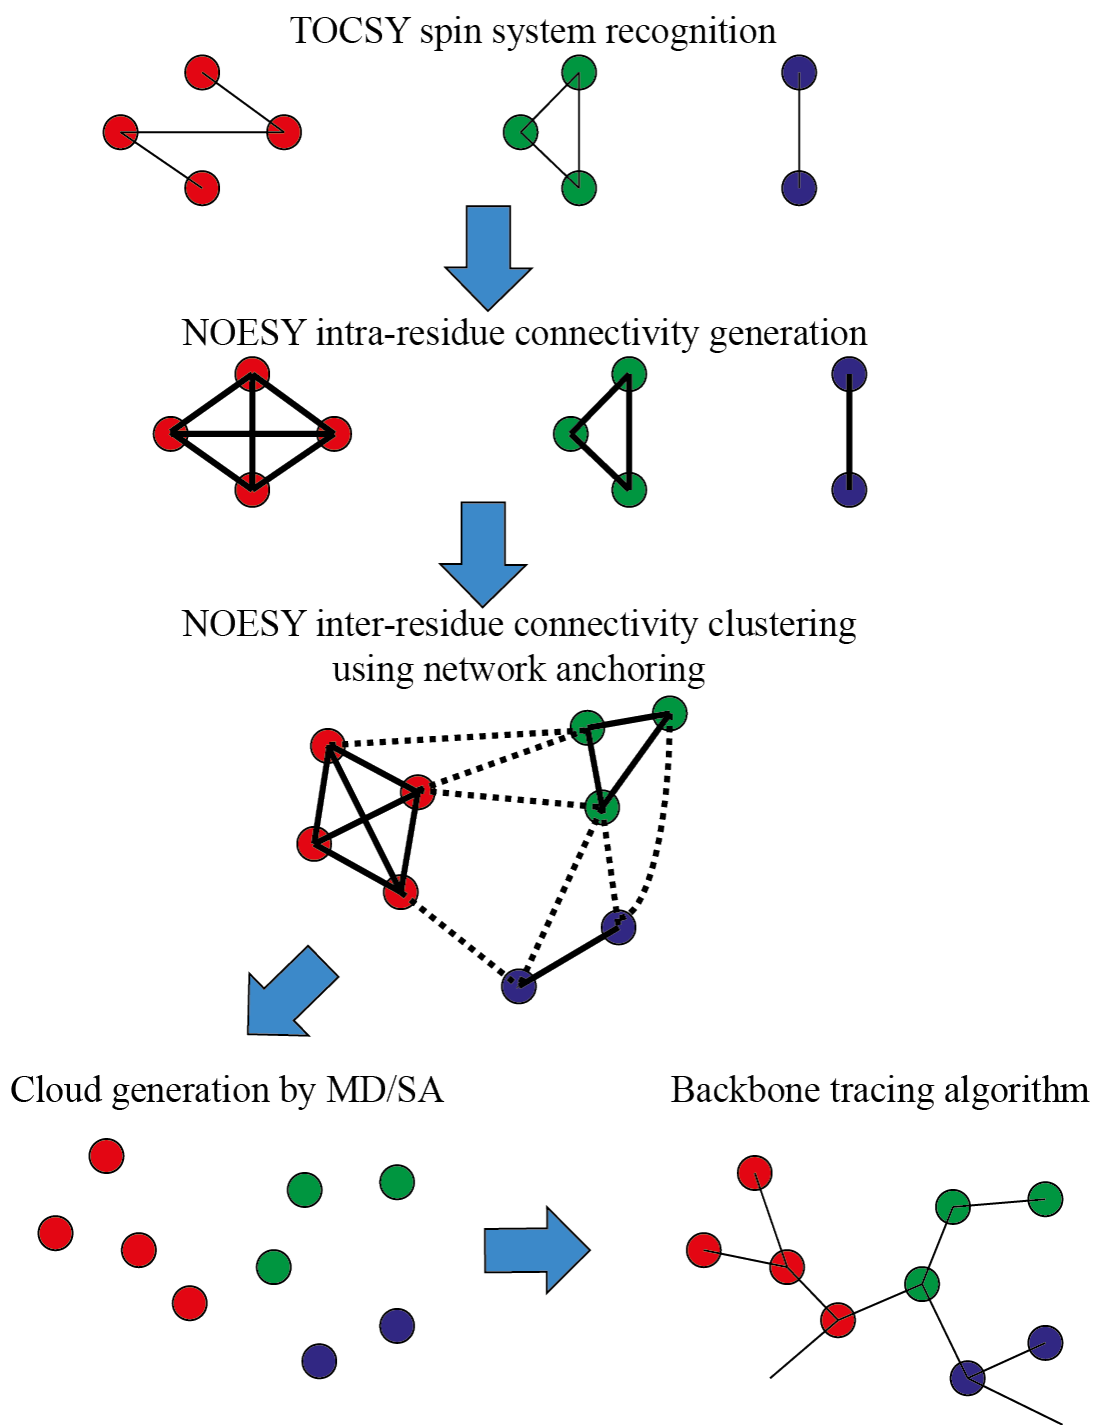 TOCSY spin system recognition
NOESY intra-residue connectivity generation
NOESY inter-residue connectivity clustering
using network anchoring
Cloud generation by MD/SA
Backbone tracing algorithm